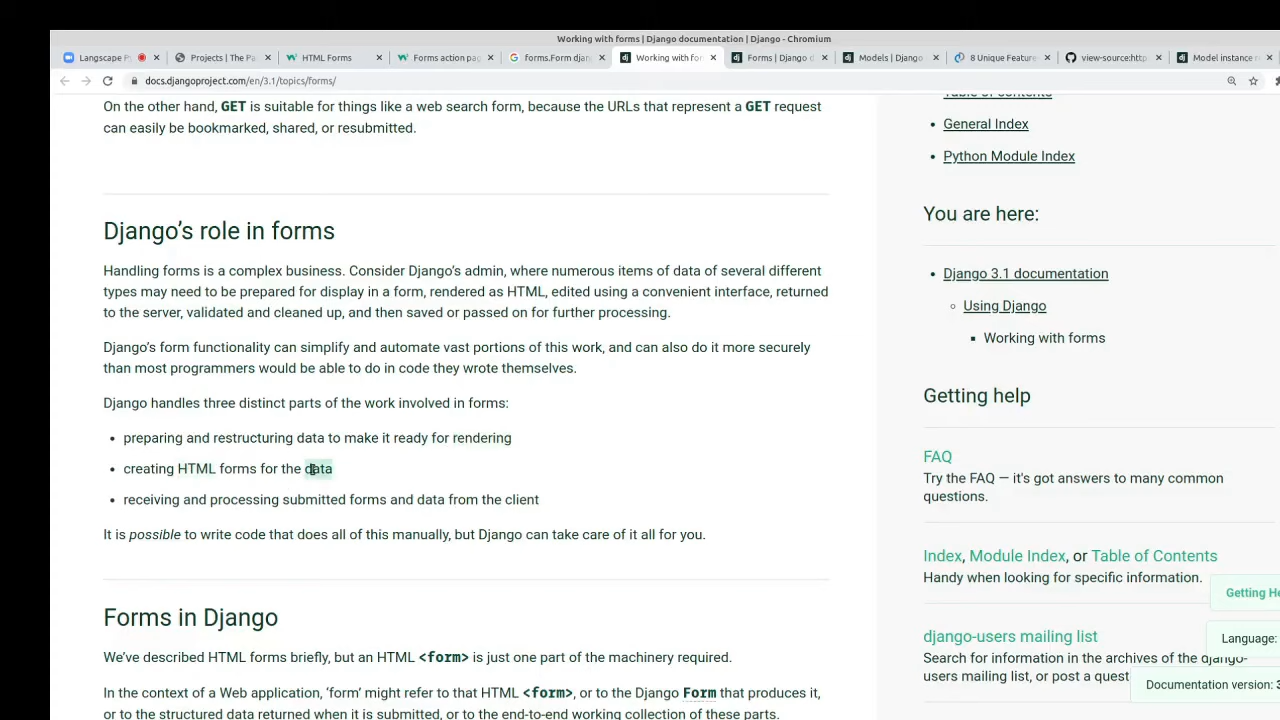 Working with forms | Django documentation | Django - Chromium
Langscape P
Projects | The Pa
HTML Forms
Forms action pag
forms.Form djan
Working with for
Forms | Django d
Models | Django
8 Unique Feature
view-source:http
Model instance r
docs.djangoproject.com/en/3.1/topics/forms/
On the other hand, GET is suitable for things like a web search form, because the URLs that represent a GET request
can easily be bookmarked, shared, or resubmitted.
Django's role in forms
Handling forms is a complex business. Consider Django's admin, where numerous items of data of several different
types may need to be prepared for display in a form, rendered as HTML, edited using a convenient interface, returned
to the server, validated and cleaned up, and then saved or passed on for further processing.
Django's form functionality can simplify and automate vast portions of this work, and can also do it more securely
than most programmers would be able to do in code they wrote themselves.
Django handles three distinct parts of the work involved in forms:
• preparing and restructuring data to make it ready for rendering
• creating HTML forms for the data
• receiving and processing submitted forms and data from the client
It is possible to write code that does all of this manually, but Django can take care of it all for you.
Forms in Django
We've described HTML forms briefly, but an HTML <form> is just one part of the machinery required.
In the context of a Web application, 'form' might refer to that HTML <form>, or to the Django Form that produces it,
or to the structured data returned when it is submitted, or to the end-to-end working collection of these parts.
Table of contents
• General Index
• Python Module Index
You are here:
• Django 3.1 documentation
◦ Using Django
▪ Working with forms
Getting help
FAQ
Try the FAQ — it's got answers to many common
questions.
Index, Module Index, or Table of Contents
Handy when looking for specific information.
Getting He
django-users mailing list
Language:
Search for information in the archives of the django-
users mailing list, or post a quest
Documentation version: 3